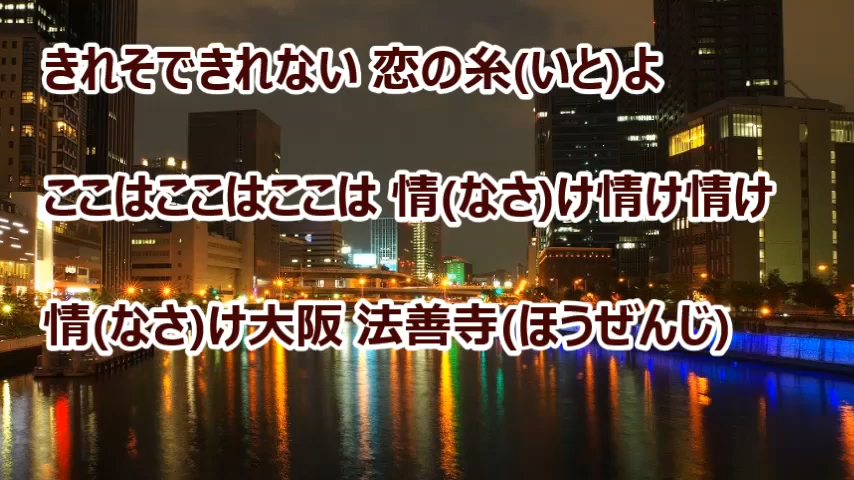 きれそできれない 恋の糸(いと)よ
ここはここはここは 情(なさ)け情け情け
情(なさ)け大阪 法善寺(ほうぜんじ)